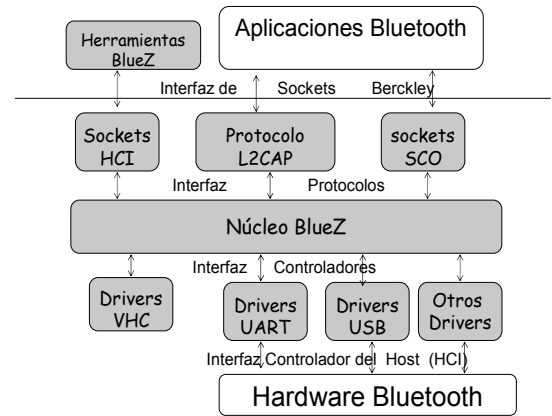 Herramientas
BlueZ
Aplicaciones Bluetooth
Interfaz de Sockets Berckley
Sockets
HCI
Protocolo
L2CAP
sockets
SCO
Interfaz Protocolos
Núcleo BlueZ
Interfaz Controladores
Drivers
VHC
Drivers
UART
Drivers
USB
Otros
Drivers
Interfaz Controlador del Host (HCI)
Hardware Bluetooth